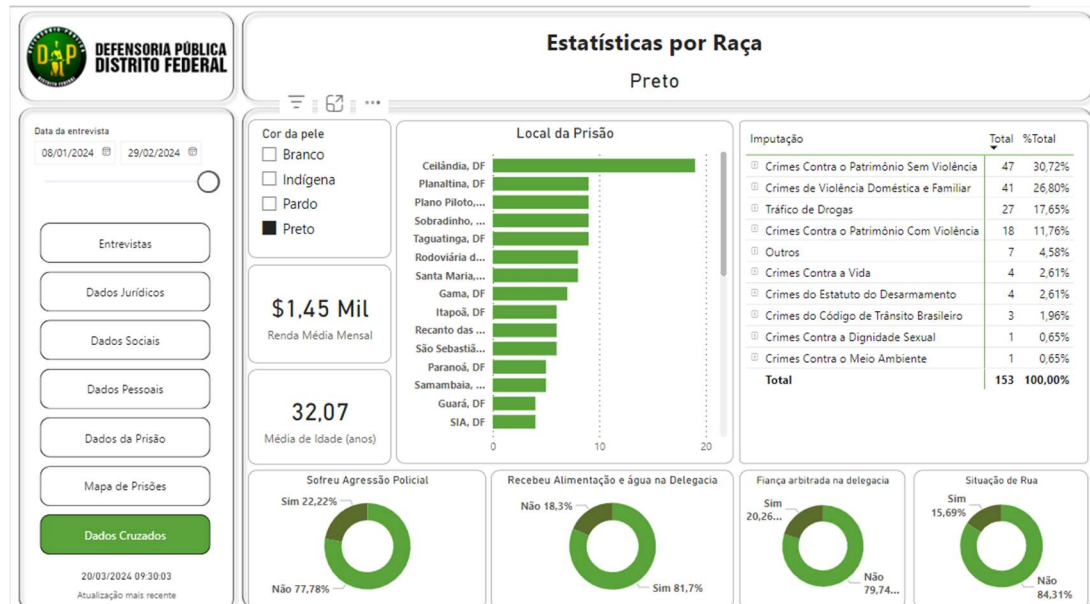 DEFENSORIA PÚBLICA
DISTRITO FEDERAL
Estatísticas por Raça
Preto
Data da entrevista
08/01/2024 29/02/2024
Entrevistas
Dados Jurídicos
Dados Sociais
Dados Pessoais
Dados da Prisão
Mapa de Prisões
Dados Cruzados
20/03/2024 09:30:03
Atualização mais recente
Cor da pele
Branco
Indígena
Pardo
Preto
$1,45 Mil
Renda Média Mensal
32,07
Média de Idade (anos)
Local da Prisão
Ceilândia, DF
Planaltina, DF
Plano Piloto,...
Sobradinho, ...
Taguatinga, DF
Rodoviária d...
Santa Maria,...
Gama, DF
Itapoã, DF
Recanto das ...
São Sebastiã...
Paranoá, DF
Samambaia, ...
Guará, DF
SIA, DF
0 10 20
Imputação Total %Total
Crimes Contra o Patrimônio Sem Violência 47 30,72%
Crimes de Violência Doméstica e Familiar 41 26,80%
Tráfico de Drogas 27 17,65%
Crimes Contra o Patrimônio Com Violência 18 11,76%
Outros 7 4,58%
Crimes Contra a Vida 4 2,61%
Crimes do Estatuto do Desarmamento 4 2,61%
Crimes do Código de Trânsito Brasileiro 3 1,96%
Crimes Contra a Dignidade Sexual 1 0,65%
Crimes Contra o Meio Ambiente 1 0,65%
Total 153 100,00%
Sofreu Agressão Policial
Sim 22,22%
Não 77,78%
Recebeu Alimentação e água na Delegacia
Não 18,3%
Sim 81,7%
Fiança arbitrada na delegacia
Sim
20,26...
Não
79,74...
Situação de Rua
Sim
15,69%
Não
84,31%